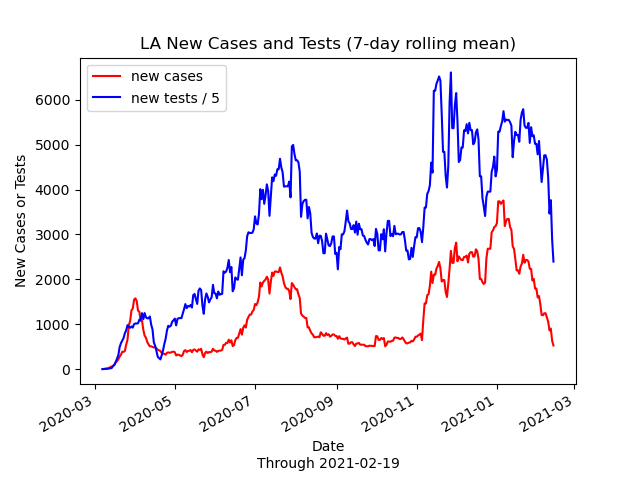 LA New Cases and Tests (7-day rolling mean)
new cases
new tests / 5
6000
5000
4000
3000
2000
1000
0
New Cases or Tests
2020-03
2020-05
2020-07
2020-09
2020-11
2021-01
2021-03
Date
Through 2021-02-19